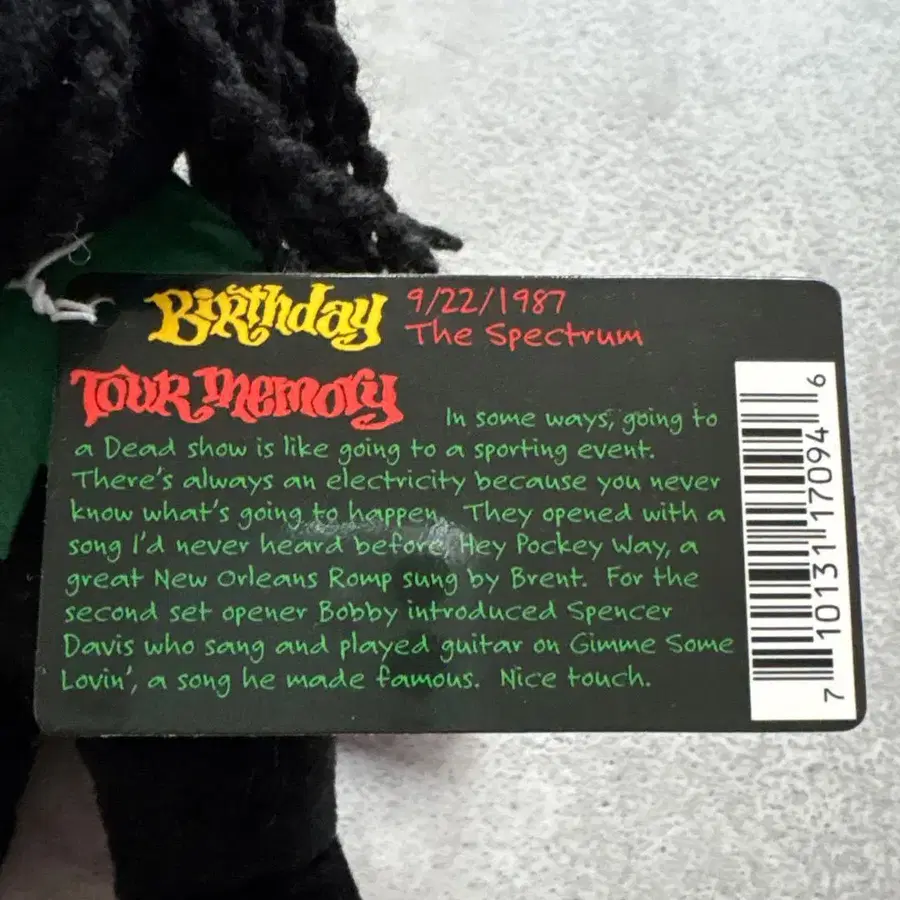 Birthday 9/22/1987
The Spectrum
Tour Memory
In some ways, going to
a Dead show is like going to a sporting event.
There's always an electricity because you never
know what's going to happen. They opened with a
song I'd never heard before, Hey Pockey Way, a
great New Orleans Romp sung by Brent. For the
second set opener Bobby introduced Spencer
Davis who sang and played guitar on Gimme Some
Lovin', a song he made famous. Nice touch.
7 10131 17094 6